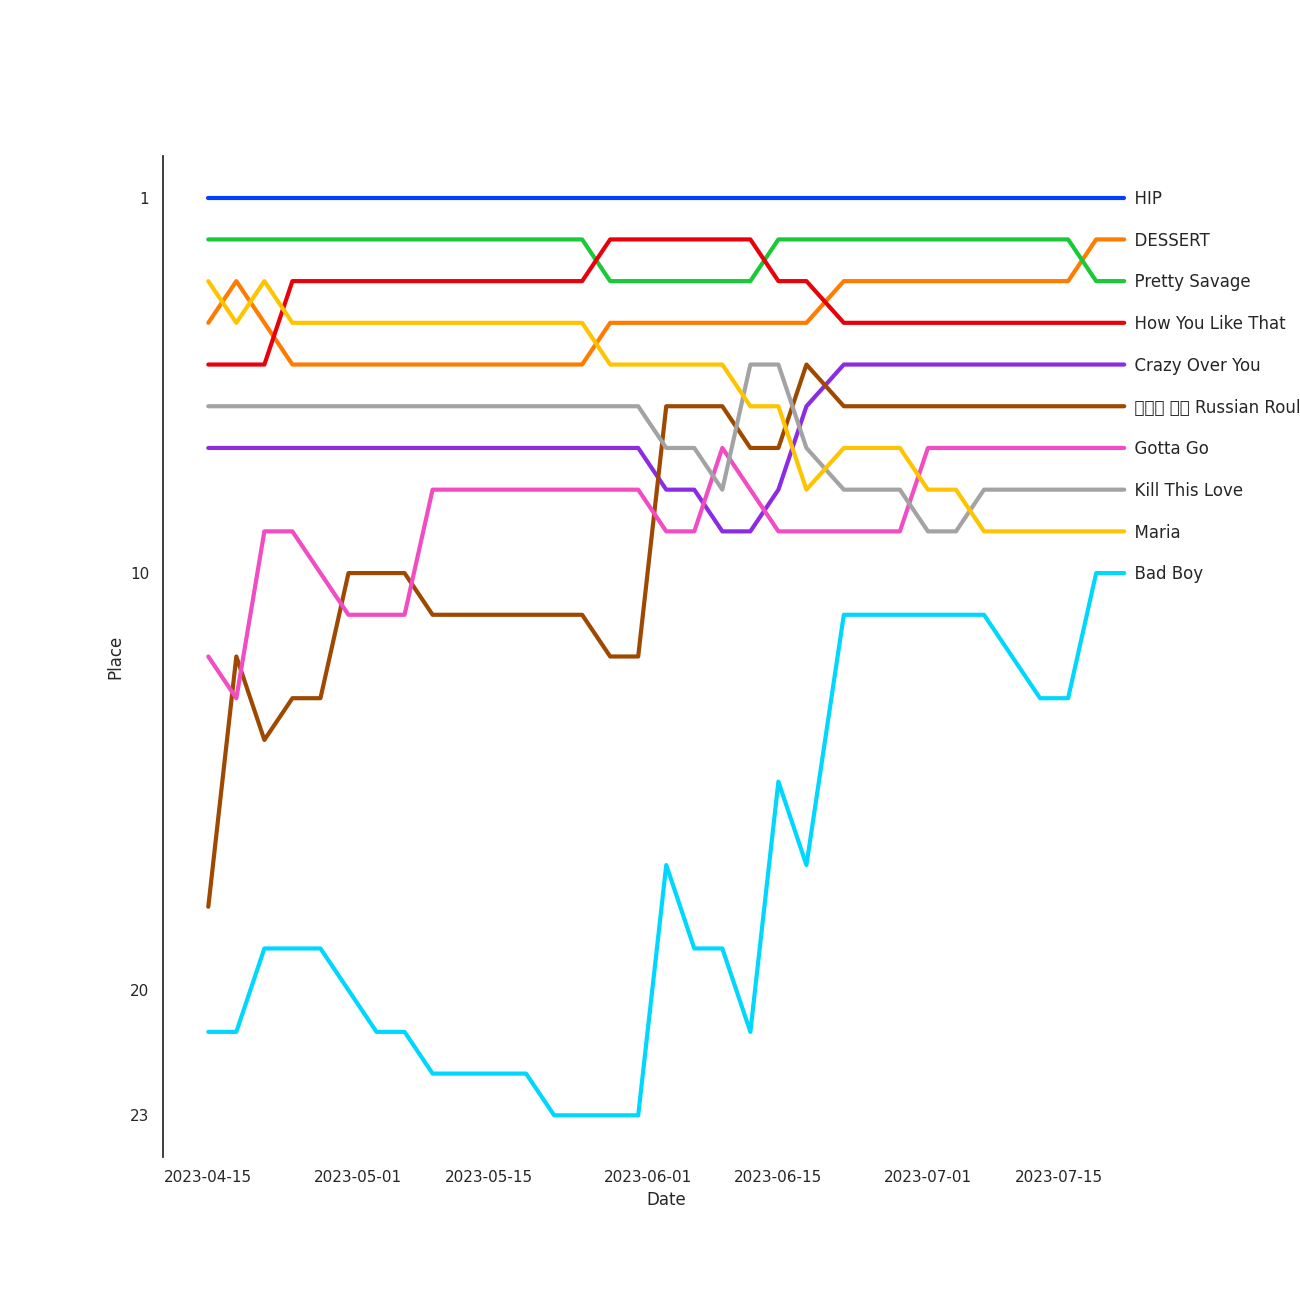 1
HIP
DESSERT
Pretty Savage
How You Like That
Crazy Over You
Russian Roul
Gotta Go
Kill This Love
Maria
10
Bad Boy
Place
20
23
2023-04-15 2023-05-01 2023-05-15 2023-06-01 2023-06-15 2023-07-01 2023-07-15
Date